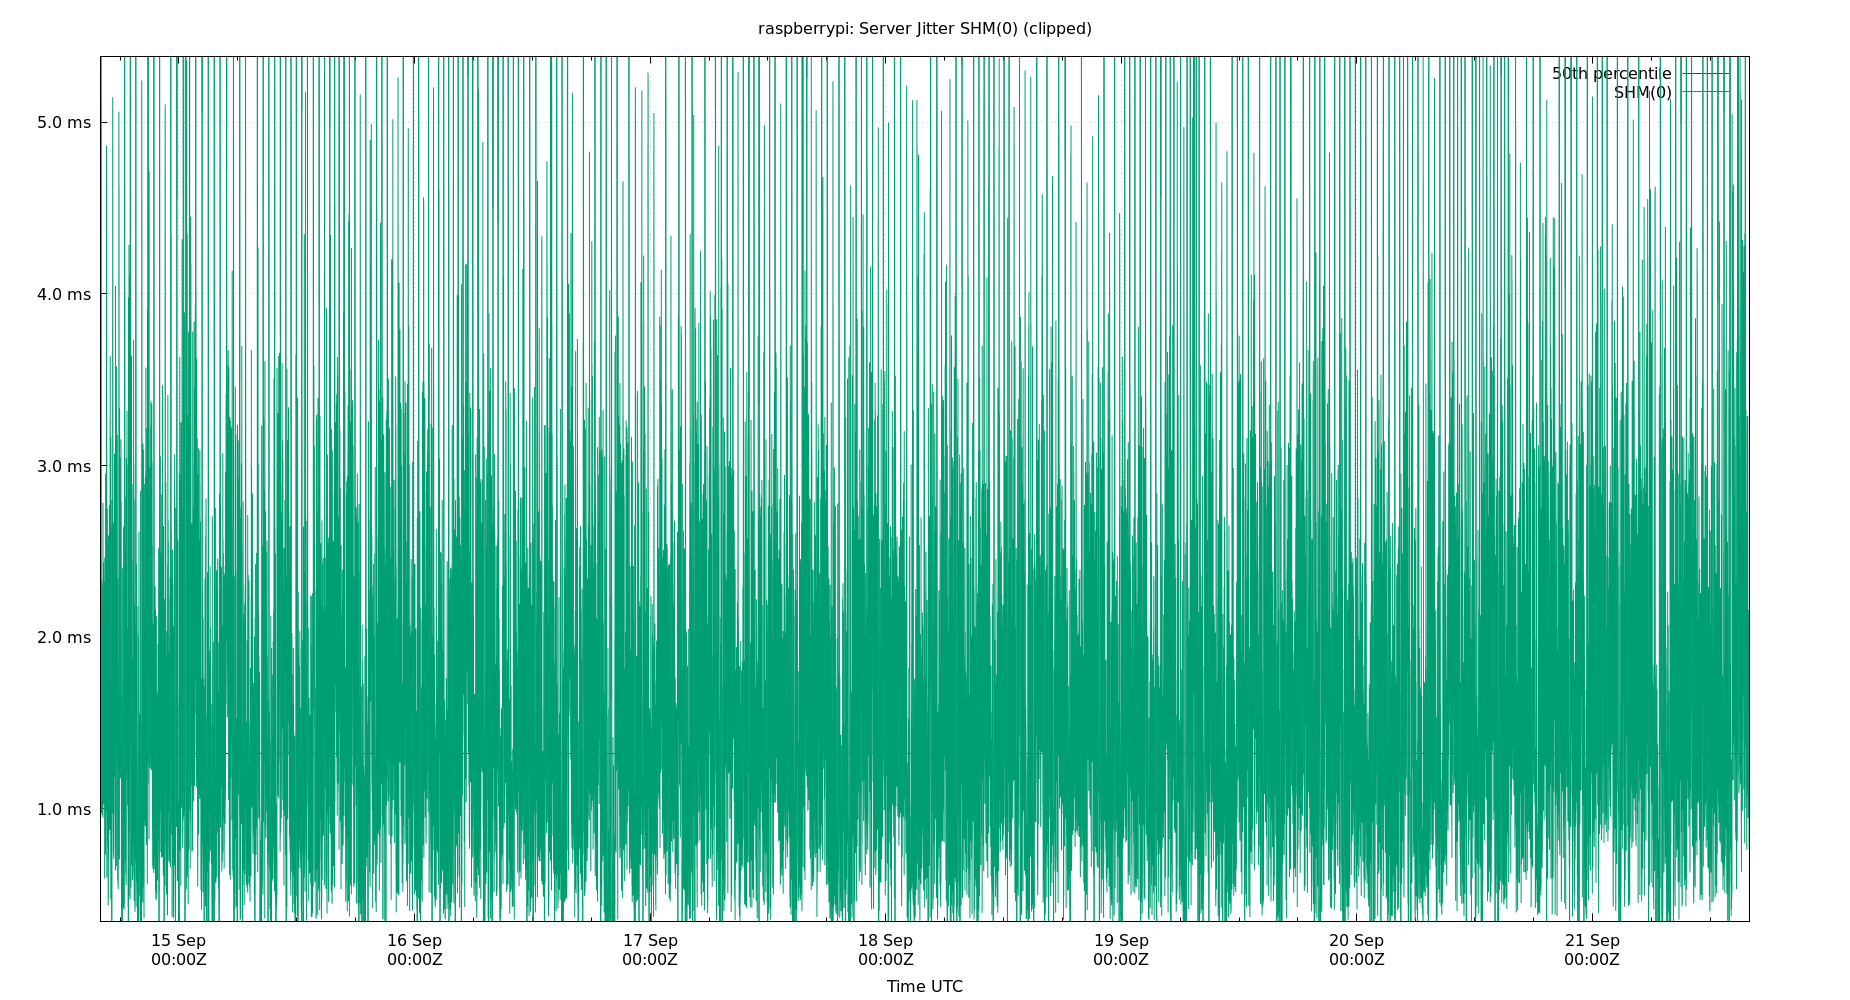 raspberrypi: Server Jitter SHM(0) (clipped)
50th percentile
SHM(0)
5.0 ms
4.0 ms
3.0 ms
2.0 ms
1.0 ms
15 Sep 16 Sep 17 Sep 18 Sep 19 Sep 20 Sep 21 Sep
00:00Z 00:00Z 00:00Z 00:00Z 00:00Z 00:00Z 00:00Z
Time UTC